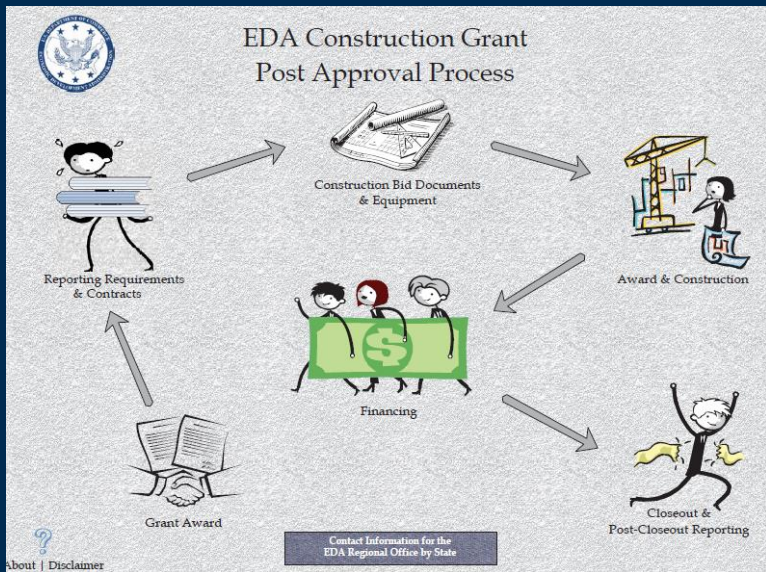 EDA Construction Grant
Post Approval Process
Construction Bid Documents
& Equipment
Reporting Requirements
& Contracts
Award & Construction
$
Financing
Grant Award
Closeout &
Post-Closeout Reporting
?
Contact Information for the
EDA Regional Office by State
About | Disclaimer